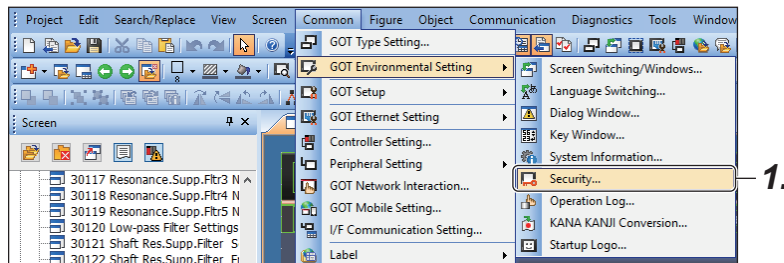 Project Edit Search/Replace View Screen Common Figure Object Communication Diagnostics Tools Window
GOT Type Setting...
GOT Environmental Setting
GOT Setup
GOT Ethernet Setting
Controller Setting...
Peripheral Setting
GOT Network Interaction...
GOT Mobile Setting...
I/F Communication Setting...
Label
Screen Switching/Windows...
Language Switching...
Dialog Window...
Key Window...
System Information...
Security...
Operation Log...
KANA KANJI Conversion...
Startup Logo...
1.
Screen
30117 Resonance.Supp.Fltr3 N
30118 Resonance.Supp.Fltr4 N
30119 Resonance.Supp.Fltr5 N
30120 Low-pass Filter Settings
30121 Shaft Res.Supp.Filter S
30122 Shaft Res.Supp.Filter